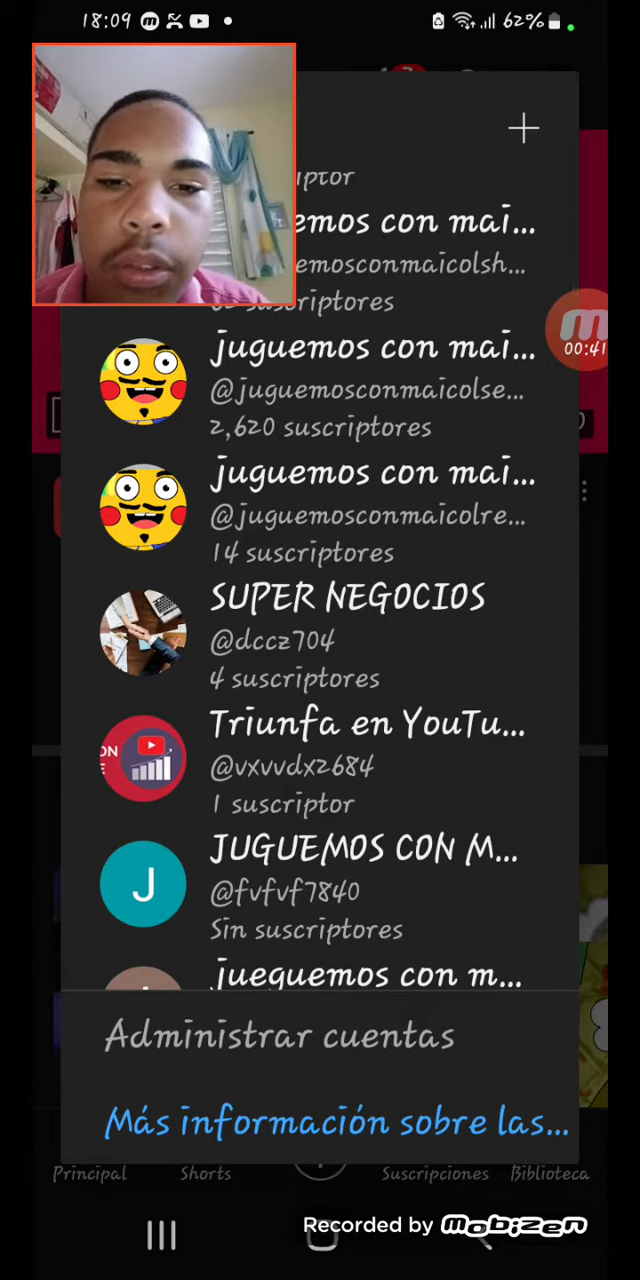 18:09
62%
iptor
emos con mai...
emosconmaicolsh...
suscriptores
juguemos con mai...
@juguemosconmaicolse...
2,620 suscriptores
00:41
juguemos con mai...
@juguemosconmaicolre...
14 suscriptores
SUPER NEGOCIOS
@dccz704
4 suscriptores
Triunfa en YouTu...
@vxvvdx2684
1 suscriptor
J
JUGUEMOS CON M...
@fvfvf7840
Sin suscriptores
jueguemos con m...
Administrar cuentas
Más información sobre las...
Principal
Shorts
Suscripciones
Biblioteca
Recorded by mobizen